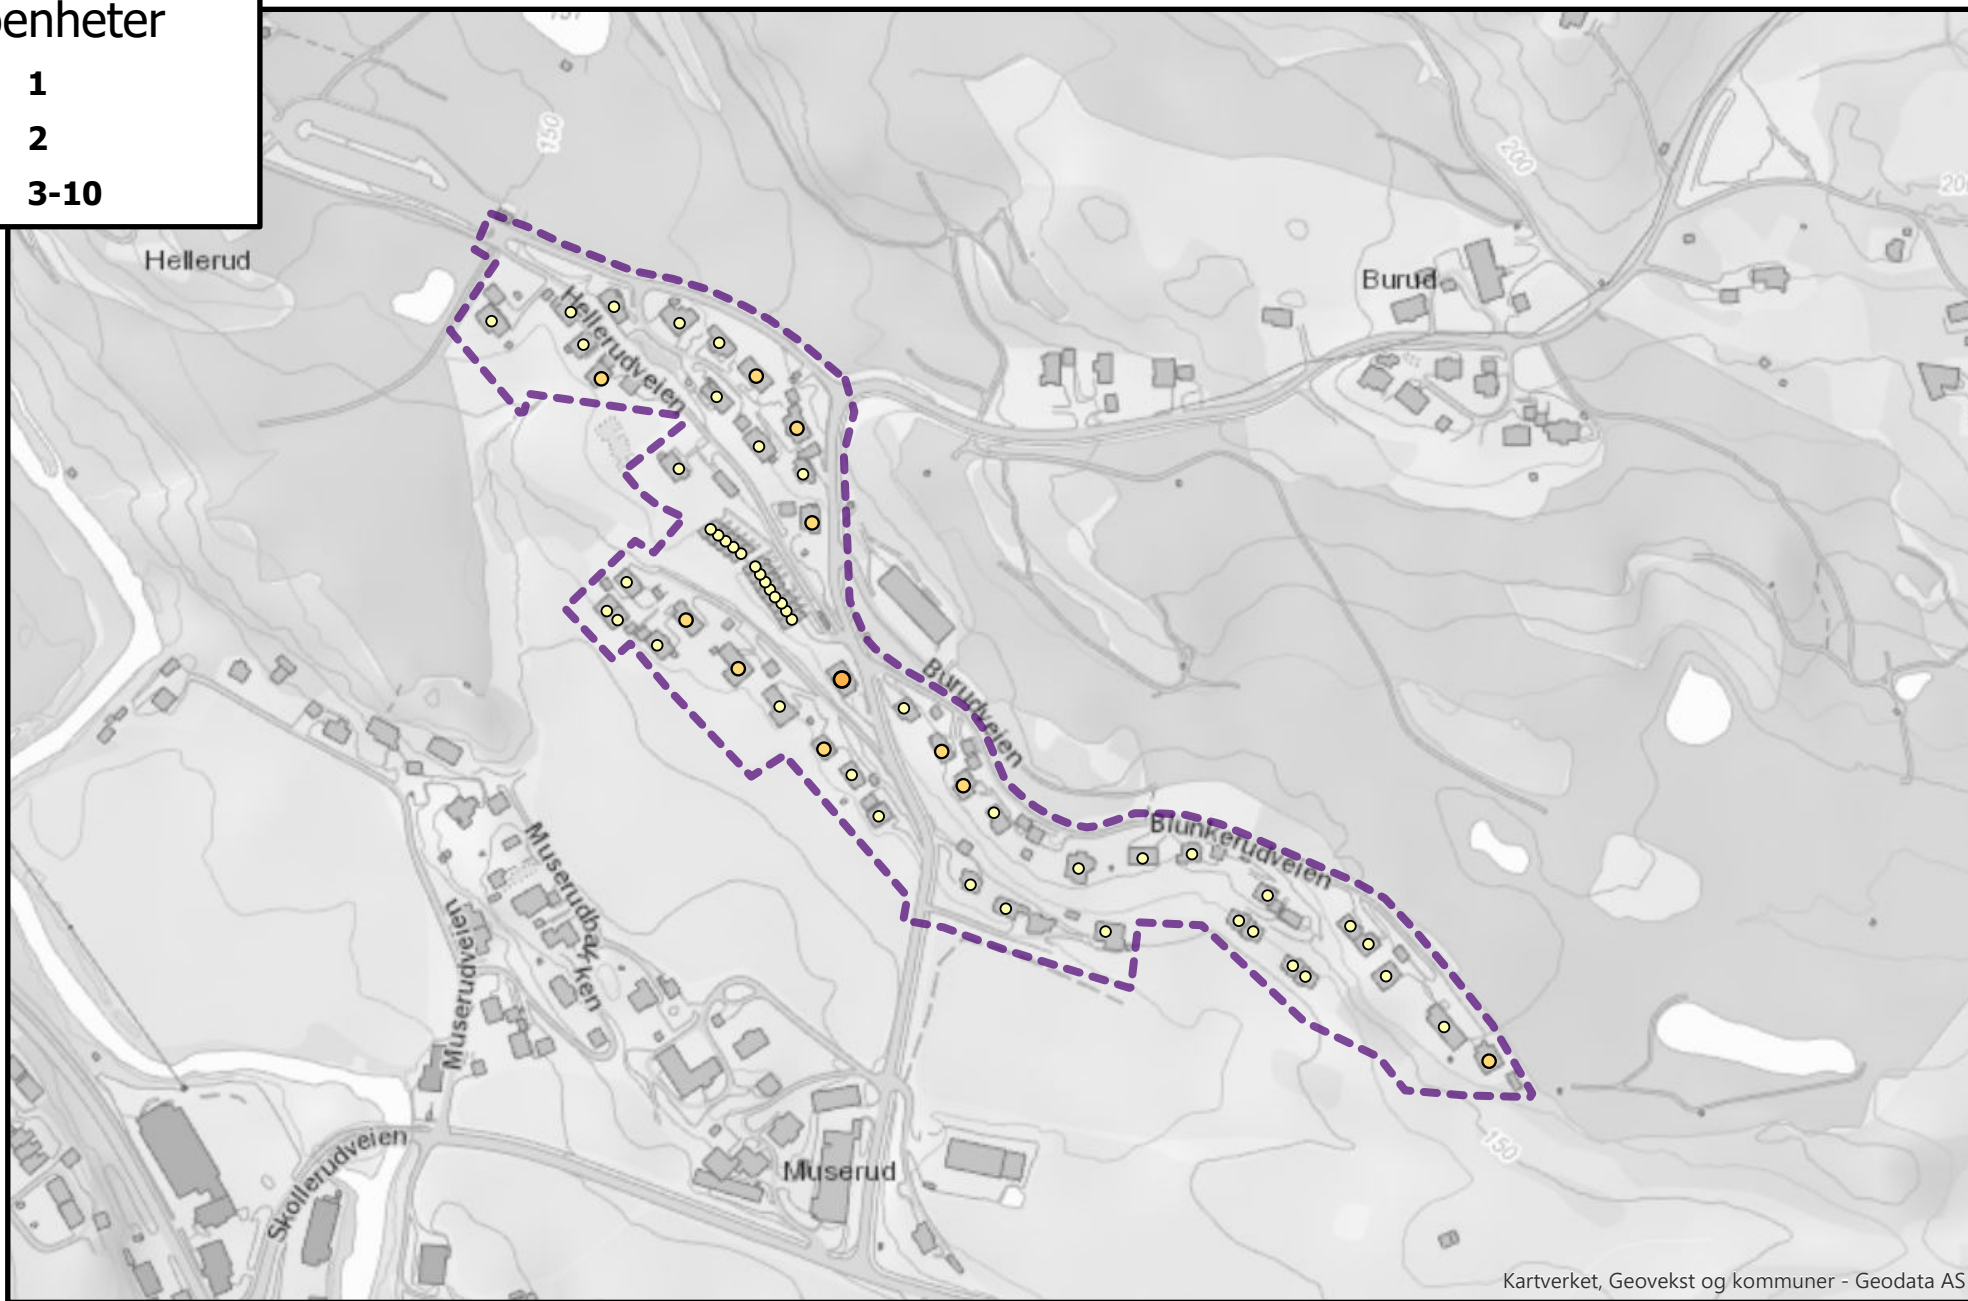 enheter
1
2
3-10
150
200
Hellerud
Burud
Hellerudveien
Burudveien
Blunkerudveien
Muserudbakken
Muserudveien
150
Muserud
Skollerudveien
Kartverket, Geovekst og kommuner - Geodata AS